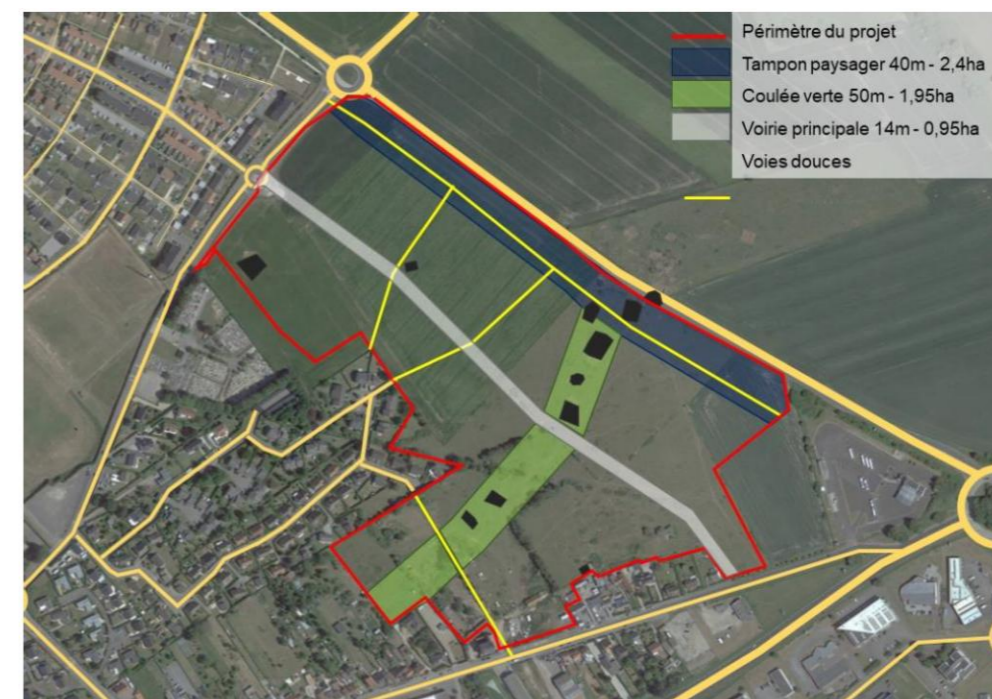 Périmètre du projet
Tampon paysager 40m - 2,4ha
Coulée verte 50m - 1,95ha
Voirie principale 14m - 0,95ha
Voies douces